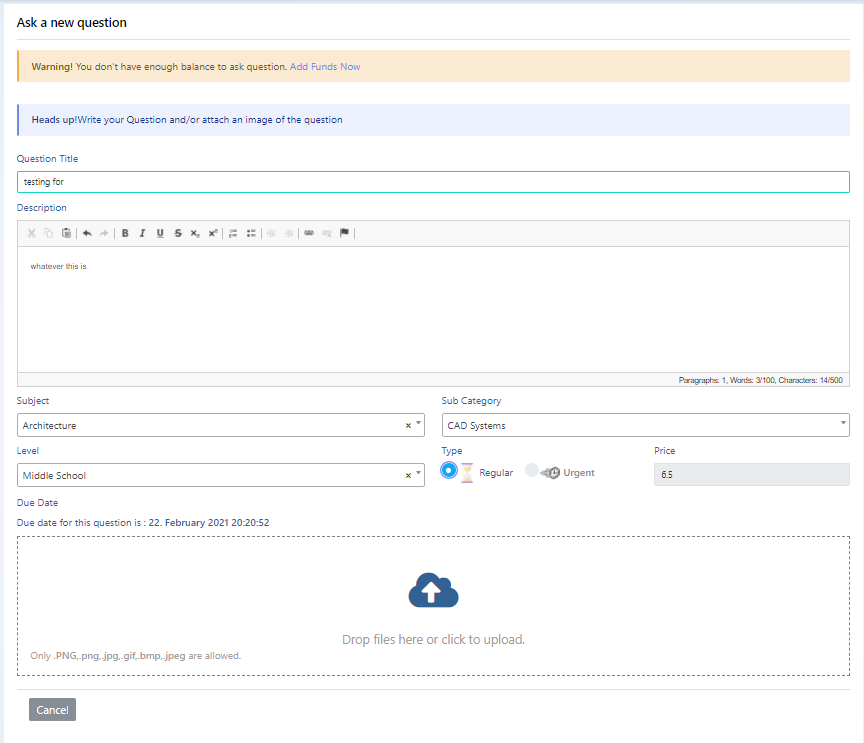 Ask a new question
Warning! You don't have enough balance to ask question. Add Funds Now
Heads up!Write your Question and/or attach an image of the question
Question Title
testing for
Description
B I U S x₂ xˣ
whatever this is
Paragraphs: 1, Words: 3/100, Characters: 14/500
Subject
Sub Category
Architecture ×
CAD Systems
Level
Type
Price
Middle School ×
Regular
Urgent
6.5
Due Date
Due date for this question is : 22. February 2021 20:20:52
Drop files here or click to upload.
Only .PNG,.png,.jpg,.gif,.bmp,.jpeg are allowed.
Cancel